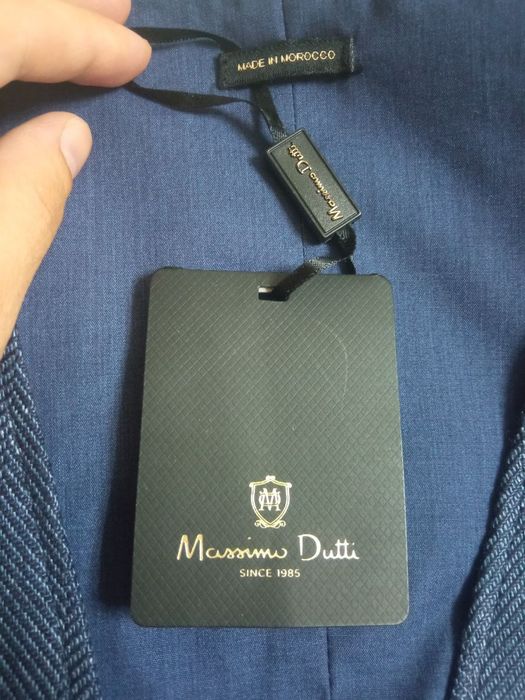 MADE IN MOROCCO
Massimo Dutti
M
Massimo Dutti
SINCE 1985